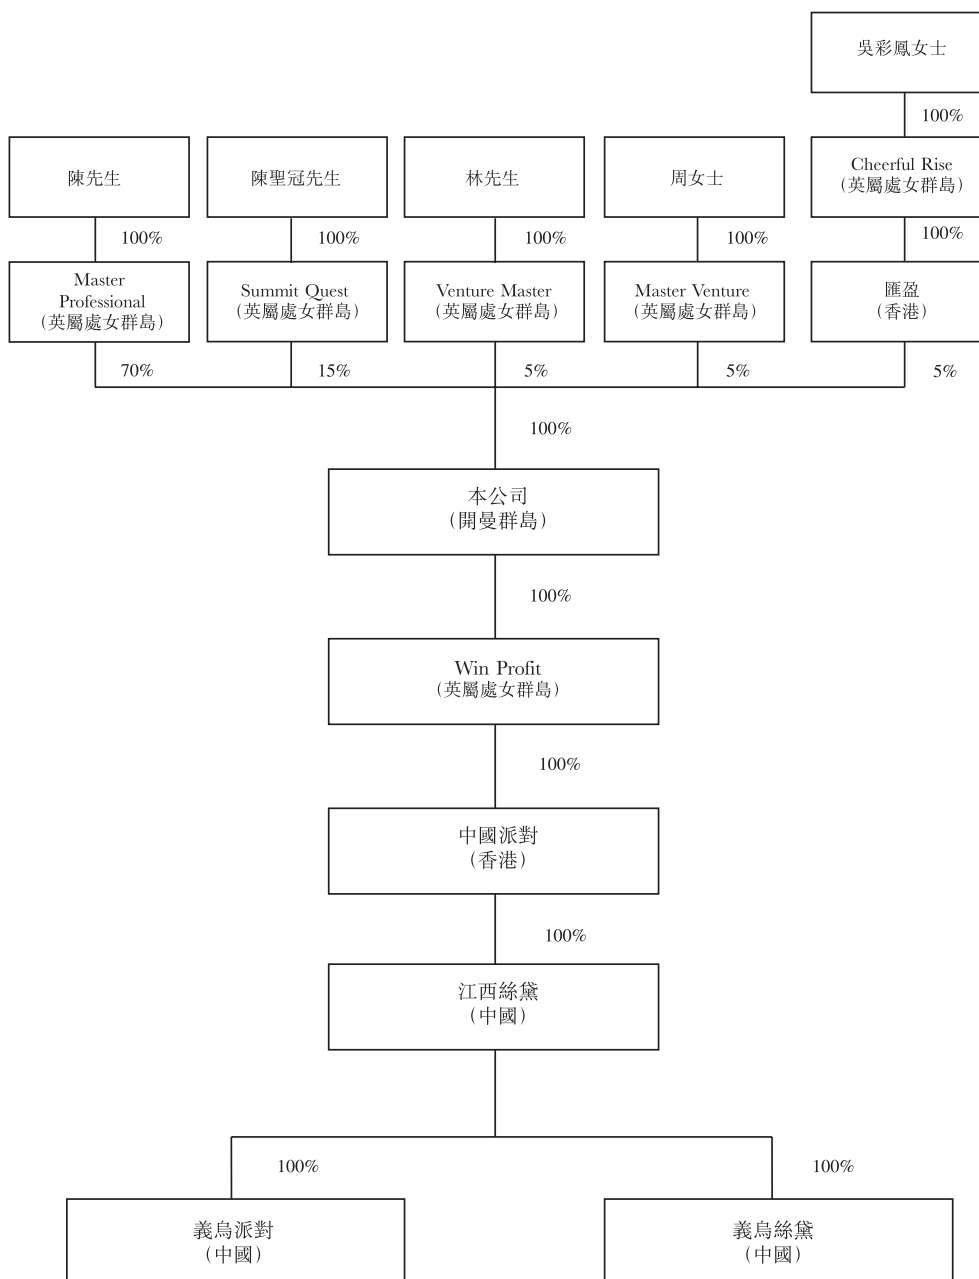 吳彩鳳女士
100%
陳先生
陳聖冠先生
林先生
周女士
Cheerful Rise
(英屬處女群島)
100%
100%
100%
100%
100%
Master
Professional
(英屬處女群島)
Summit Quest
(英屬處女群島)
Venture Master
(英屬處女群島)
Master Venture
(英屬處女群島)
匯盈
(香港)
70%
15%
5%
5%
5%
100%
本公司
(開曼群島)
100%
Win Profit
(英屬處女群島)
100%
中國派對
(香港)
100%
江西絲黛
(中國)
100%
100%
義烏派對
(中國)
義烏絲黛
(中國)